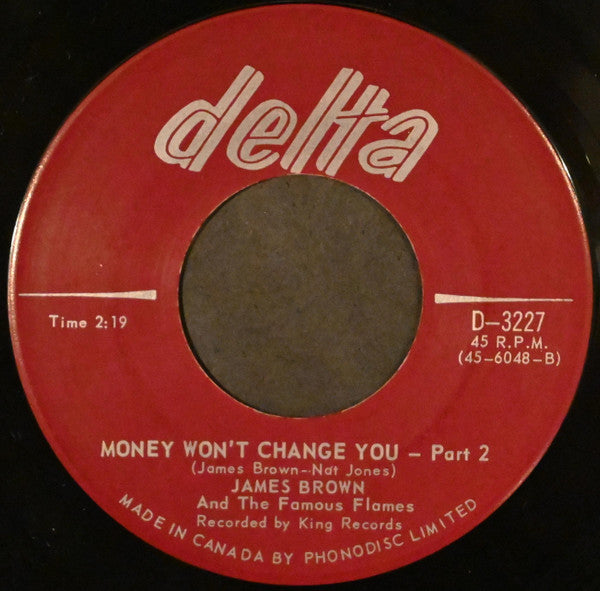 delta
Time 2:19
D-3227
45 R.P.M.
(45-6048-B)
MONEY WON'T CHANGE YOU - Part 2
(James Brown--Nat Jones)
JAMES BROWN
And The Famous Flames
Recorded by King Records
MADE IN CANADA BY PHONODISC LIMITED